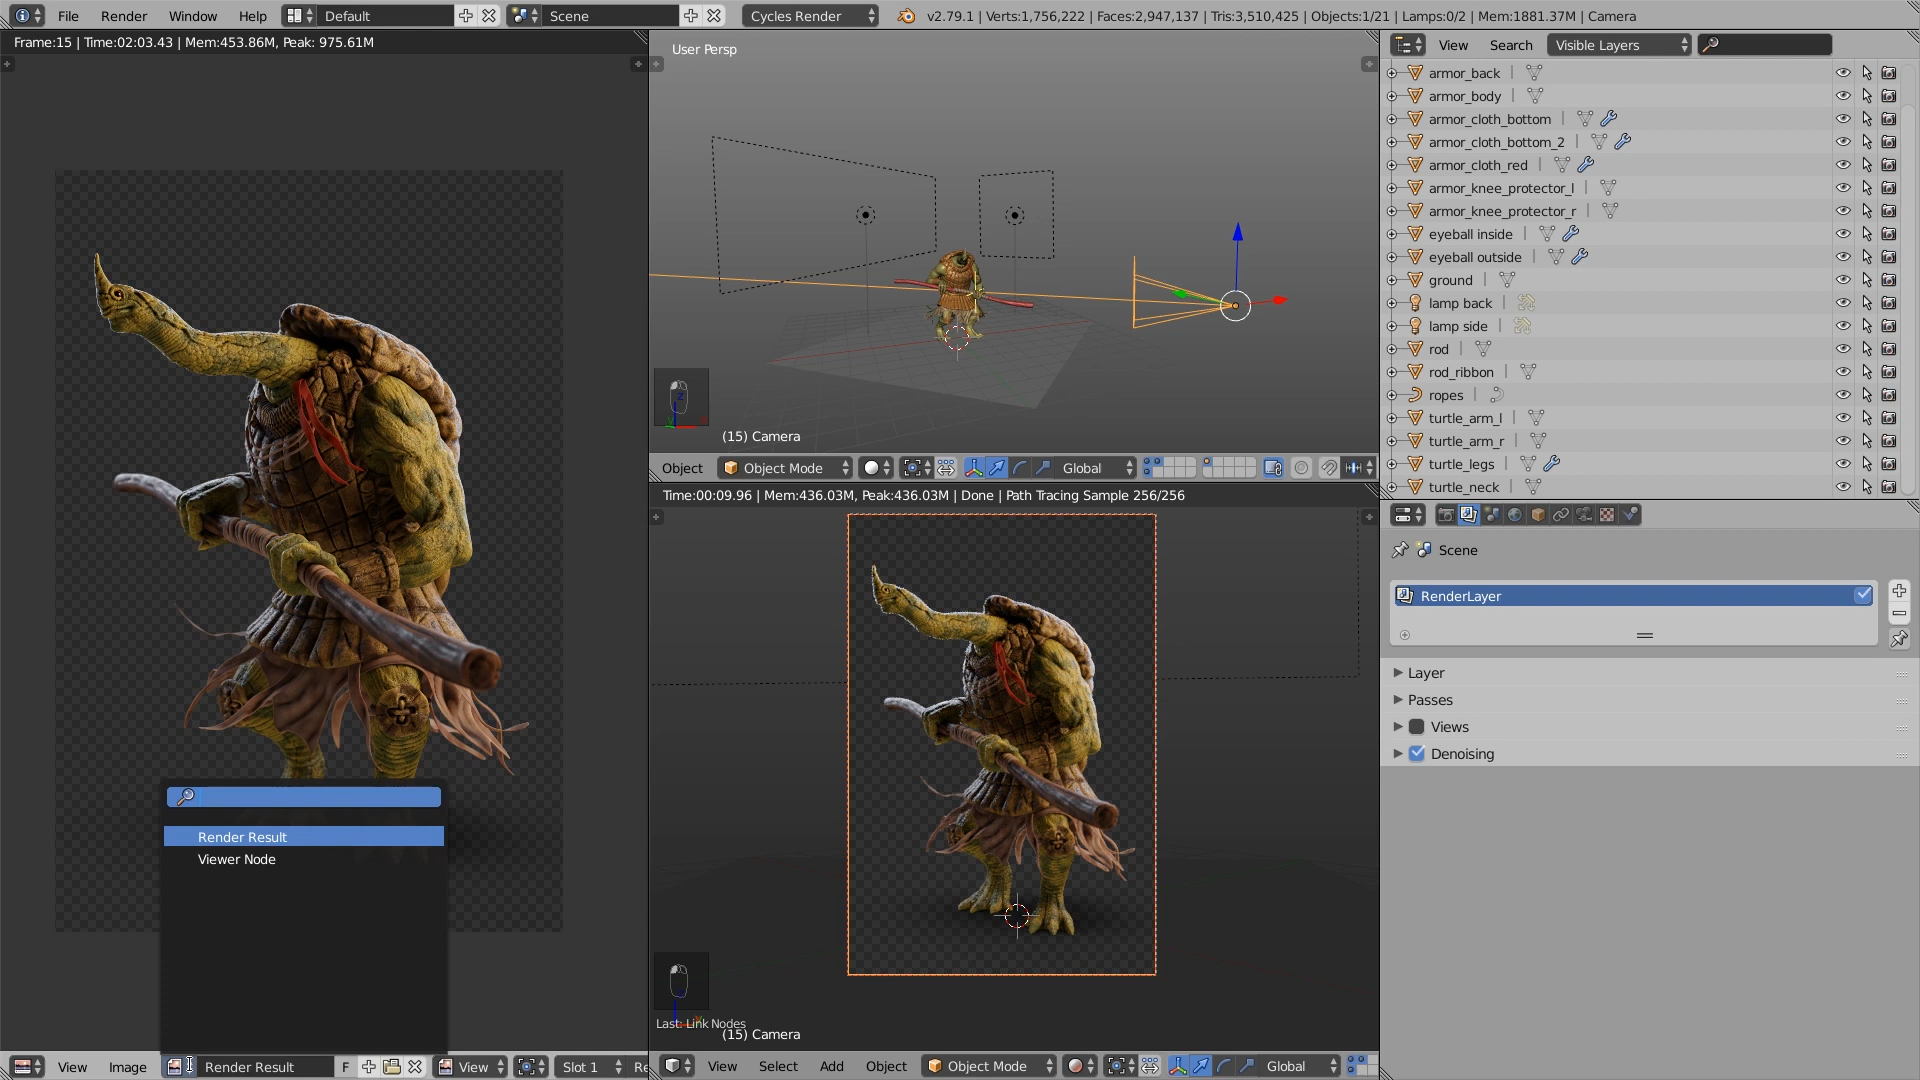 File
Render
Window
Help
Default
Scene
Cycles Render
v2.79.1 | Verts:1,756,222 | Faces:2,947,137 | Tris:3,510,425 | Objects:1/21 | Lamps:0/2 | Mem:1881.37M | Camera
Frame:15 | Time:02:03.43 | Mem:453.86M, Peak: 975.61M
Render Result
Viewer Node
View
Image
Render Result
F
View
Slot 1
Re
User Persp
(15) Camera
Object
Object Mode
Global
Time:00:09.96 | Mem:436.03M, Peak:436.03M | Done | Path Tracing Sample 256/256
Last: Link Nodes
(15) Camera
View
Select
Add
Object
Object Mode
Global
View
Search
Visible Layers
armor_back
armor_body
armor_cloth_bottom
armor_cloth_bottom_2
armor_cloth_red
armor_knee_protector_l
armor_knee_protector_r
eyeball inside
eyeball outside
ground
lamp back
lamp side
rod
rod_ribbon
ropes
turtle_arm_l
turtle_arm_r
turtle_legs
turtle_neck
Scene
RenderLayer
Layer
Passes
Views
Denoising